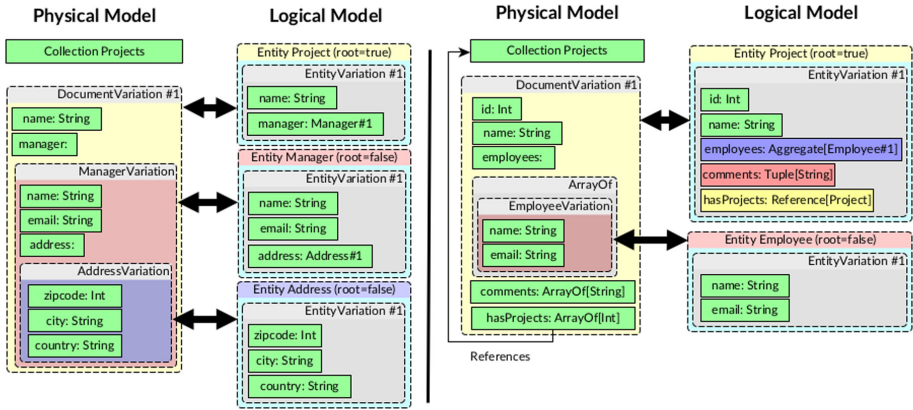 Physical Model
Logical Model
Collection Projects
DocumentVariation #1
name: String
manager:
ManagerVariation
name: String
email: String
address:
AddressVariation
zipcode: Int
city: String
country: String
Entity Project (root=true)
EntityVariation #1
name: String
manager: Manager#1
Entity Manager (root=false)
EntityVariation #1
name: String
email: String
address: Address#1
Entity Address (root=false)
EntityVariation #1
zipcode: Int
city: String
country: String
Physical Model
Logical Model
Collection Projects
DocumentVariation #1
id: Int
name: String
employees:
ArrayOf
EmployeeVariation
name: String
email: String
comments: ArrayOf[String]
hasProjects: ArrayOf[Int]
References
Entity Project (root=true)
EntityVariation #1
id: Int
name: String
employees: Aggregate[Employee#1]
comments: Tuple[String]
hasProjects: Reference[Project]
Entity Employee (root=false)
EntityVariation #1
name: String
email: String